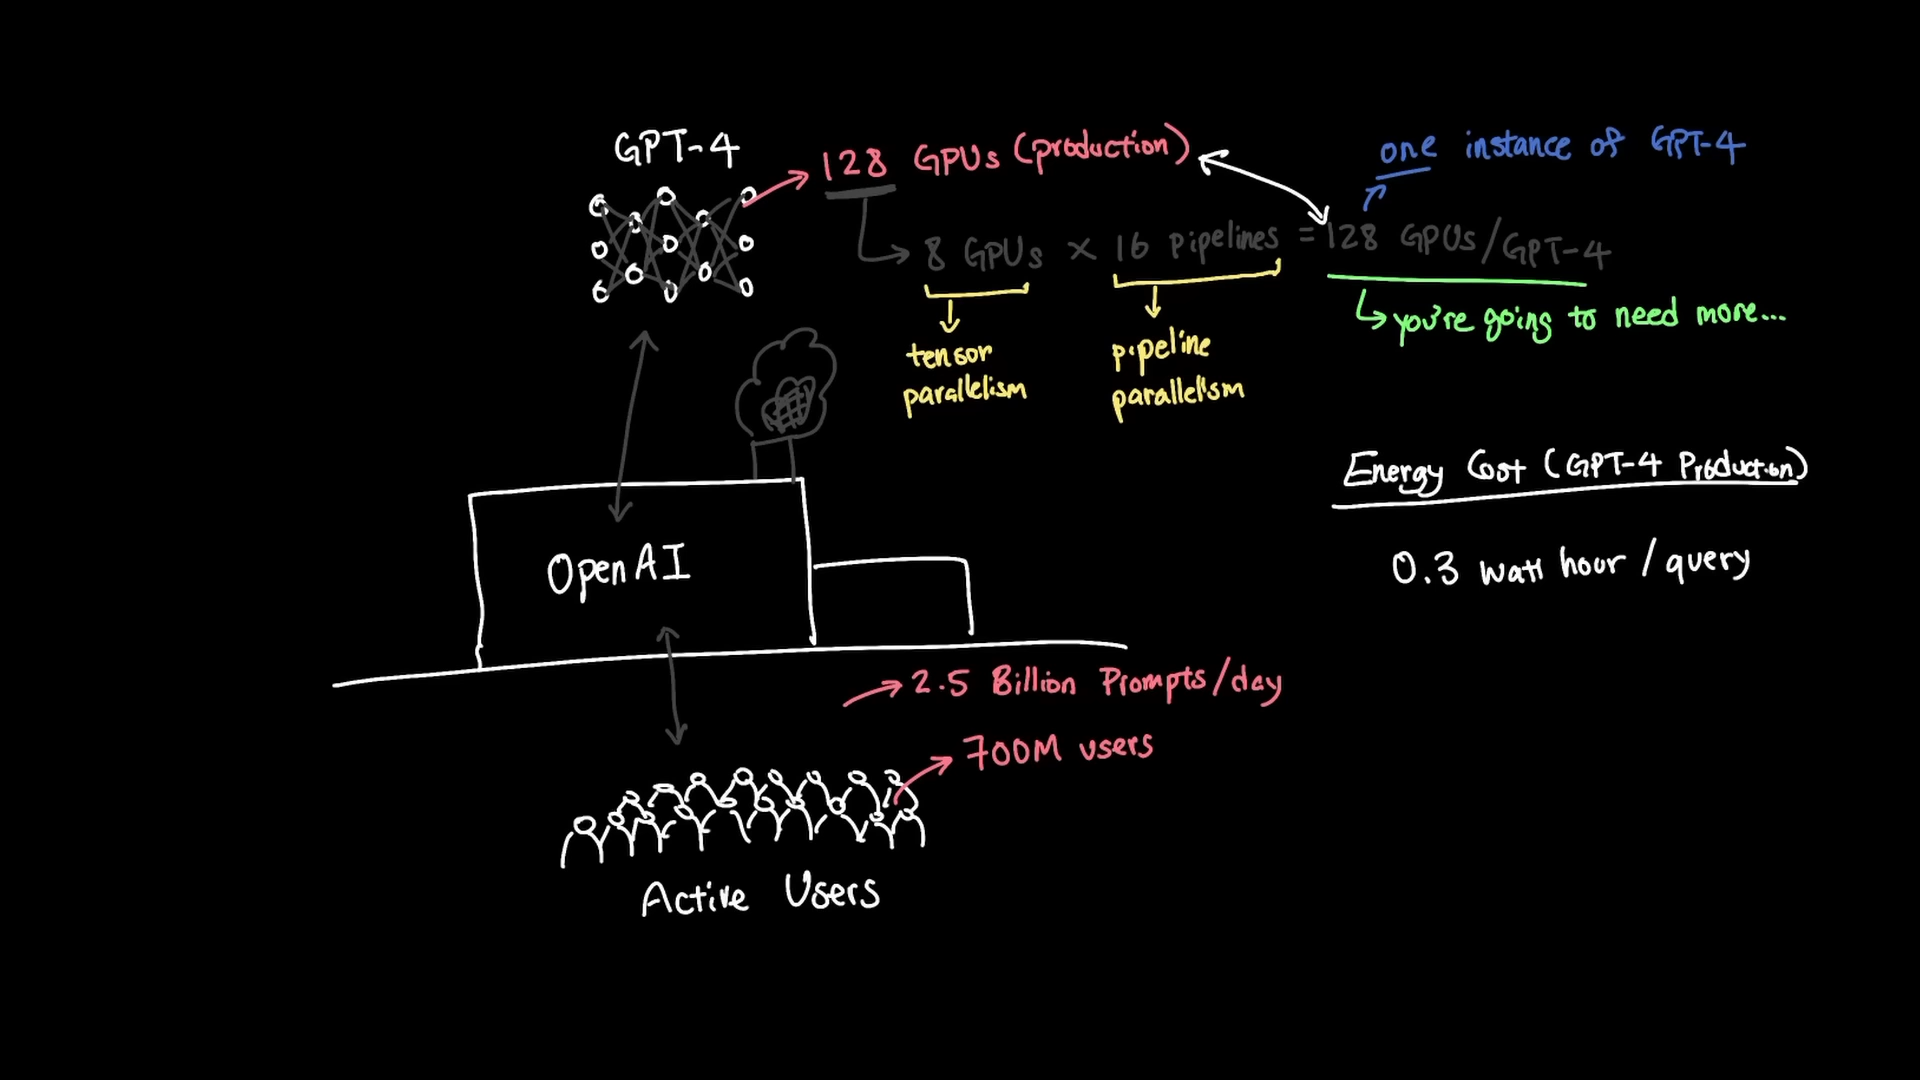 GPT-4
128 GPUs (production)
one instance of GPT-4
8 GPUs × 16 pipelines = 128 GPUs/GPT-4
you're going to need more...
tensor
parallelism
pipeline
parallelism
Energy Cost (GPT-4 Production)
0.3 watt hour / query
OpenAI
2.5 Billion Prompts/day
700M users
Active Users